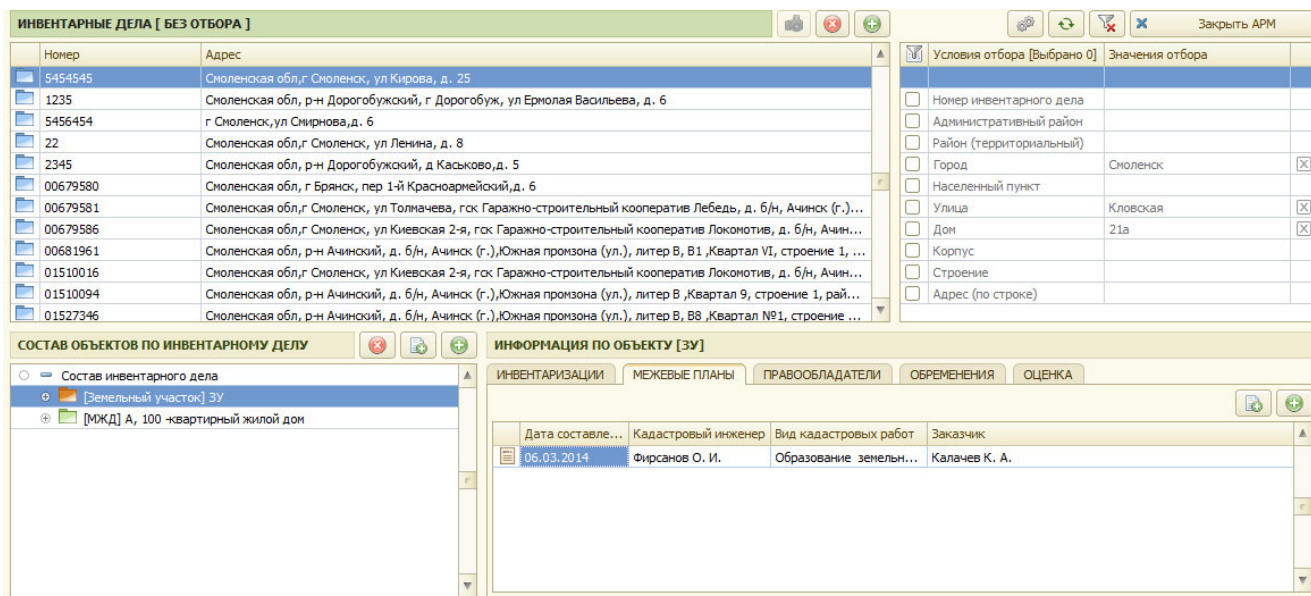 ИНВЕНТАРНЫЕ ДЕЛА [ БЕЗ ОТБОРА ]
Закрыть АРМ
Номер Адрес
5454545 Смоленская обл,г Смоленск, ул Кирова, д. 25
1235 Смоленская обл, р-н Дорогобужский, г Дорогобуж, ул Ермолая Васильева, д. 6
5456454 г Смоленск,ул Смирнова,д. 6
22 Смоленская обл,г Смоленск, ул Ленина, д. 8
2345 Смоленская обл, р-н Дорогобужский, д Каськово,д. 5
00679580 Смоленская обл, г Брянск, пер 1-й Красноармейский,д. 6
00679581 Смоленская обл,г Смоленск, ул Толмачева, гск Гаражно-строительный кооператив Лебедь, д. б/н, Ачинск (г.)...
00679586 Смоленская обл,г Смоленск, ул Киевская 2-я, гск Гаражно-строительный кооператив Локомотив, д. б/н, Ачин...
00681961 Смоленская обл, р-н Ачинский, д. б/н, Ачинск (г.),Южная промзона (ул.), литер В, В1 ,Квартал VI, строение 1, ...
01510016 Смоленская обл,г Смоленск, ул Киевская 2-я, гск Гаражно-строительный кооператив Локомотив, д. б/н, Ачин...
01510094 Смоленская обл, р-н Ачинский, д. б/н, Ачинск (г.),Южная промзона (ул.), литер В ,Квартал 9, строение 1, рай...
01527346 Смоленская обл, р-н Ачинский, д. б/н, Ачинск (г.),Южная промзона (ул.), литер В, В8 ,Квартал №1, строение ...
Условия отбора [Выбрано 0] Значения отбора
Номер инвентарного дела
Административный район
Район (территориальный)
Город Смоленск
Населенный пункт
Улица Кловская
Дом 21а
Корпус
Строение
Адрес (по строке)
СОСТАВ ОБЪЕКТОВ ПО ИНВЕНТАРНОМУ ДЕЛУ
Состав инвентарного дела
[Земельный участок] ЗУ
[МЖД] А, 100 -квартирный жилой дом
ИНФОРМАЦИЯ ПО ОБЪЕКТУ [ЗУ]
ИНВЕНТАРИЗАЦИИ МЕЖЕВЫЕ ПЛАНЫ ПРАВООБЛАДАТЕЛИ ОБРЕМЕНЕНИЯ ОЦЕНКА
Дата составле... Кадастровый инженер Вид кадастровых работ Заказчик
06.03.2014 Фирсанов О. И. Образование земельн... Калачев К. А.